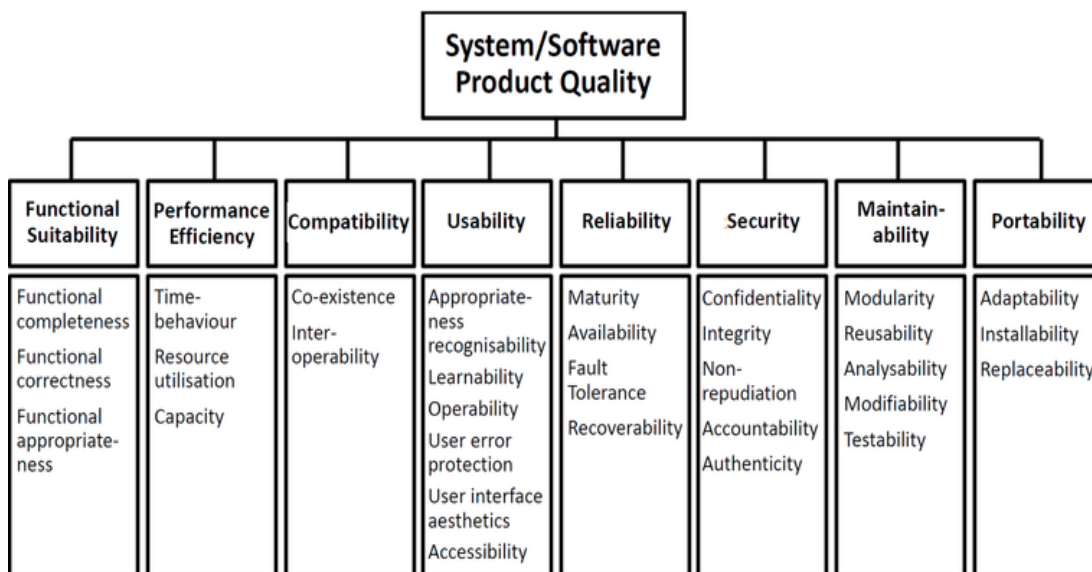 System/Software
Product Quality
Functional
Suitability
Performance
Efficiency
Compatibility
Usability
Reliability
Security
Maintain-
ability
Portability
Functional
completeness
Functional
correctness
Functional
appropriate-
ness
Time-
behaviour
Resource
utilisation
Capacity
Co-existence
Inter-
operability
Appropriate-
ness
recognisability
Learnability
Operability
User error
protection
User interface
aesthetics
Accessibility
Maturity
Availability
Fault
Tolerance
Recoverability
Confidentiality
Integrity
Non-
repudiation
Accountability
Authenticity
Modularity
Reusability
Analysability
Modifiability
Testability
Adaptability
Installability
Replaceability